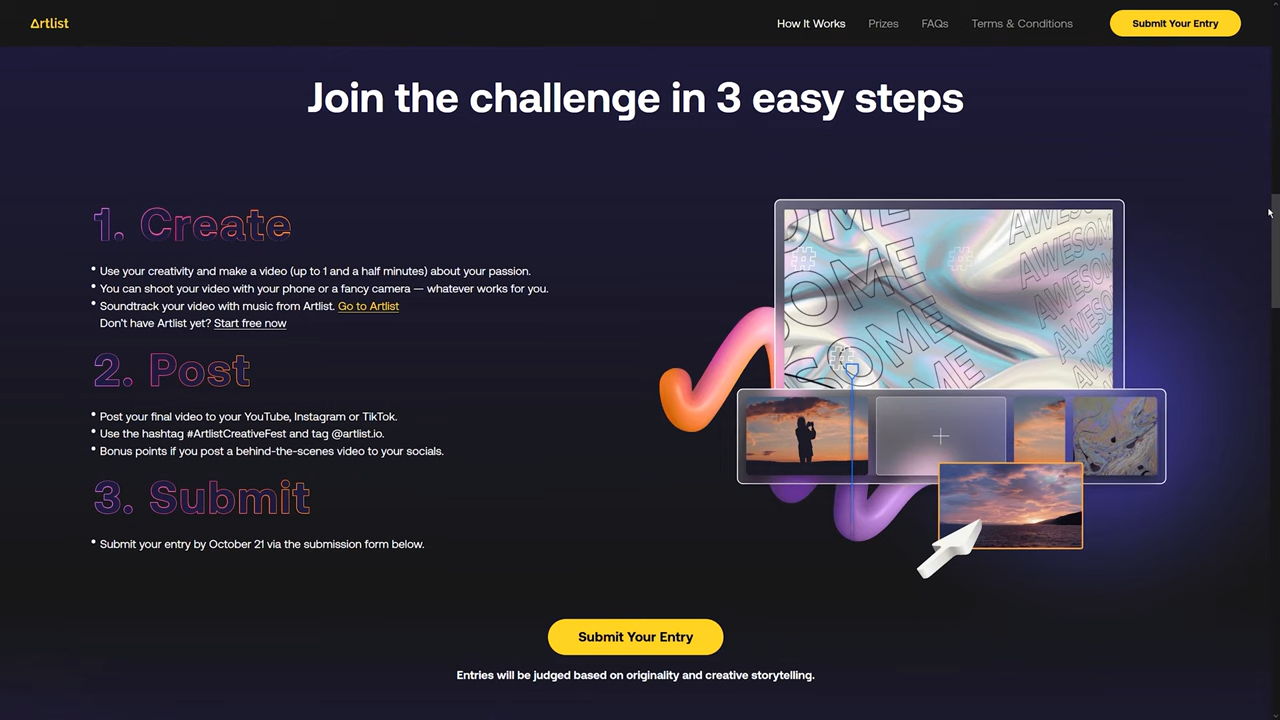 Artlist
How It Works
Prizes
FAQs
Terms & Conditions
Submit Your Entry
Join the challenge in 3 easy steps
1. Create
• Use your creativity and make a video (up to 1 and a half minutes) about your passion.
• You can shoot your video with your phone or a fancy camera — whatever works for you.
• Soundtrack your video with music from Artlist. Go to Artlist
Don’t have Artlist yet? Start free now
2. Post
• Post your final video to your YouTube, Instagram or TikTok.
• Use the hashtag #ArtlistCreativeFest and tag @artlist.io.
• Bonus points if you post a behind-the-scenes video to your socials.
3. Submit
• Submit your entry by October 21 via the submission form below.
AWESOME
AWESOME
AWESOME
AWESOME
Submit Your Entry
Entries will be judged based on originality and creative storytelling.